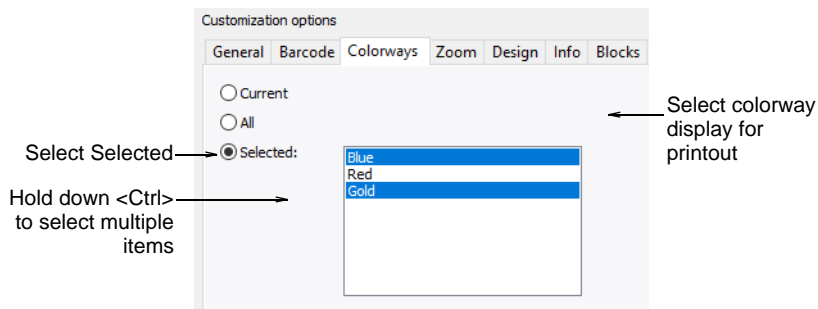 Customization options
General Barcode Colorways Zoom Design Info Blocks
Current
All
Selected:
Blue
Red
Gold
Select Selected
Hold down <Ctrl>
to select multiple
items
Select colorway
display for
printout